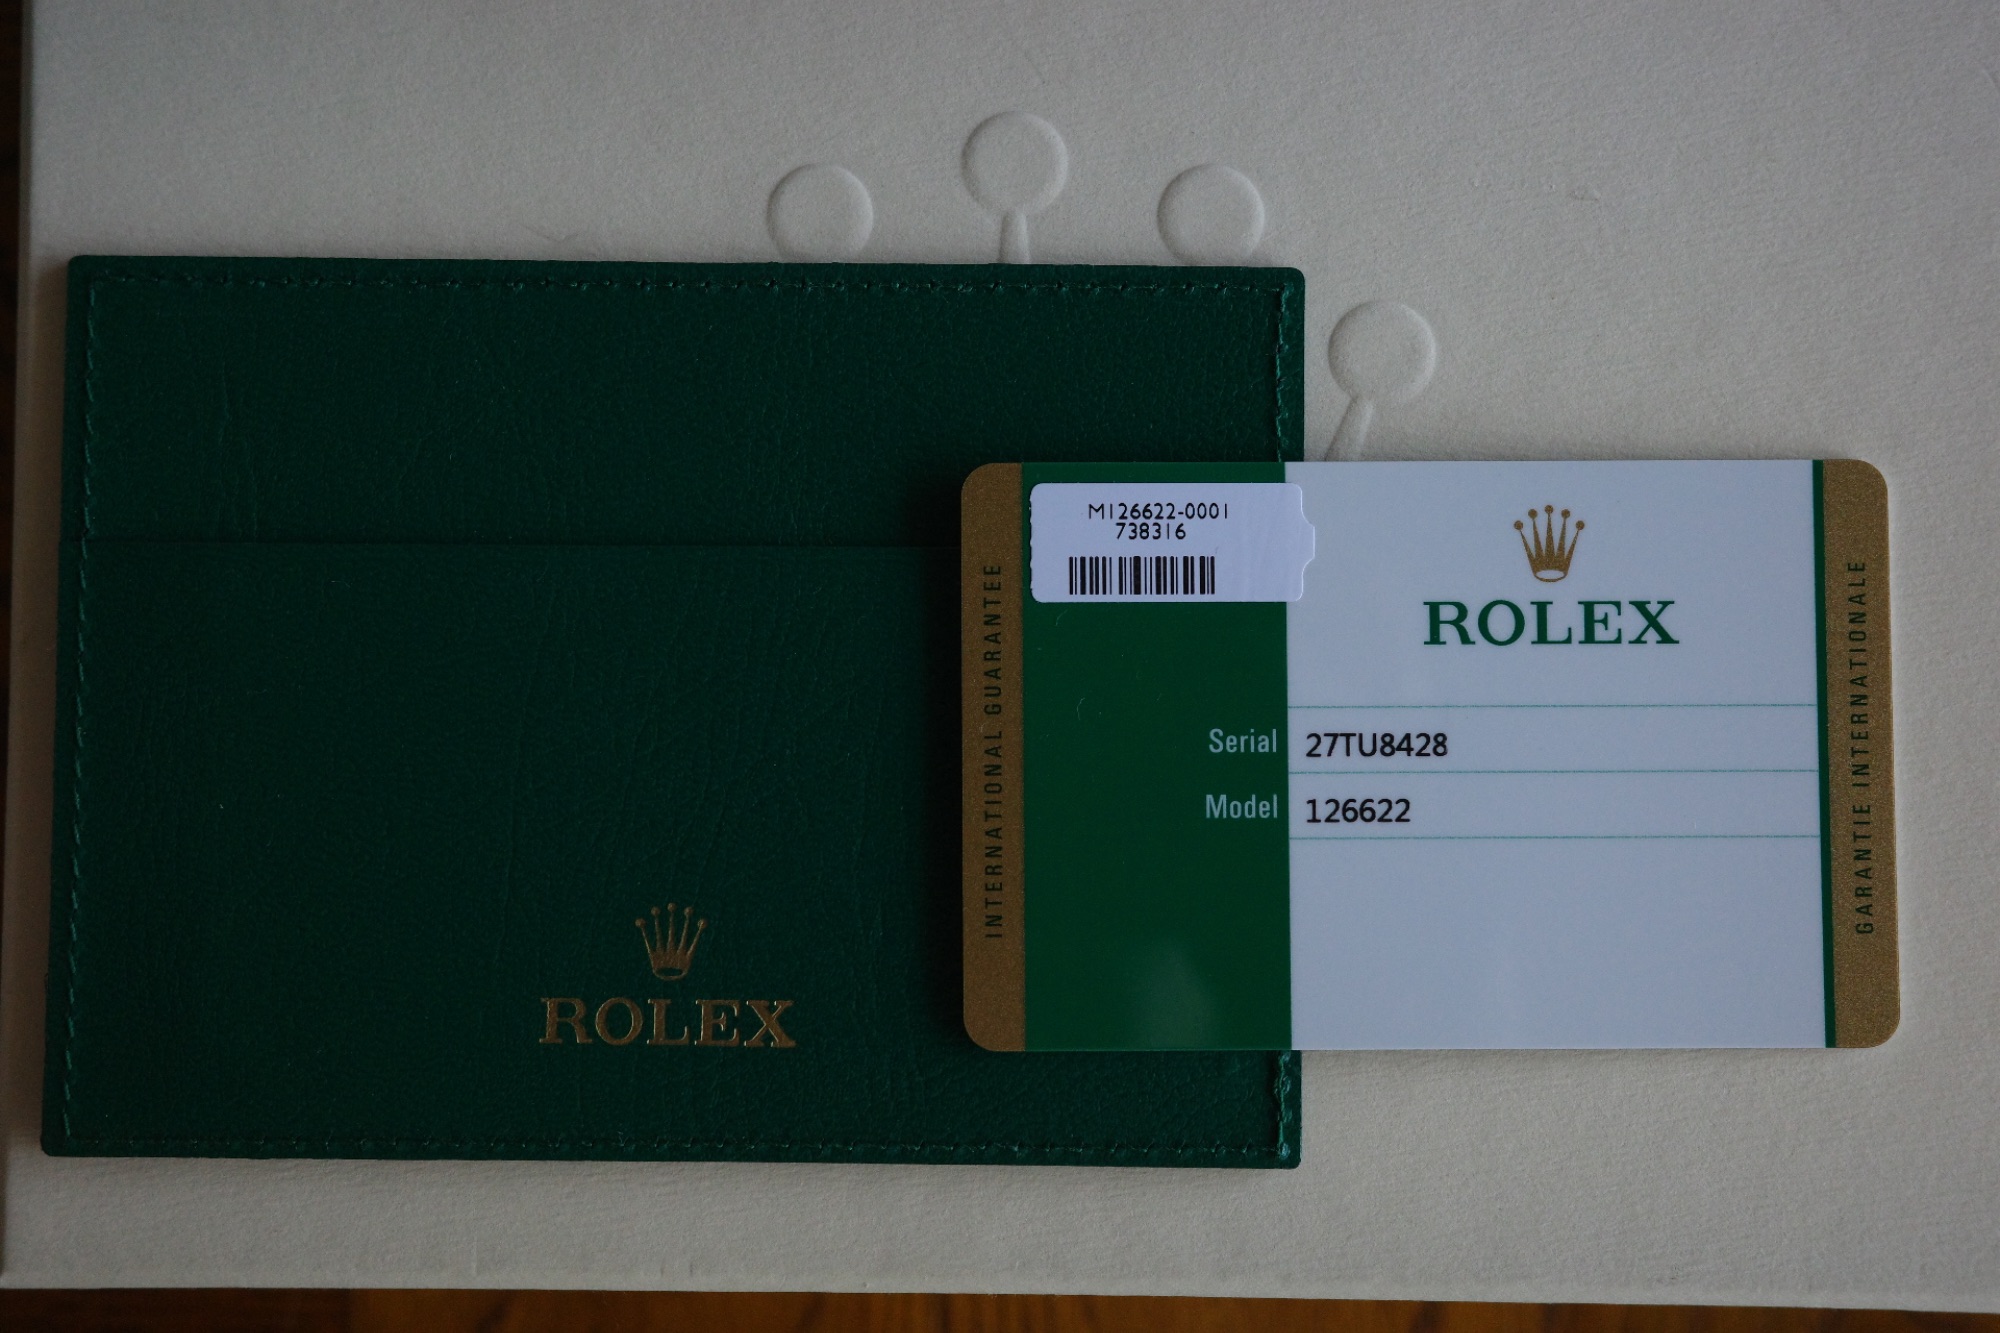 ROLEX
INTERNATIONAL GUARANTEE
M126622-0001
738316
ROLEX
Serial 27TU8428
Model 126622
GARANTIE INTERNATIONALE